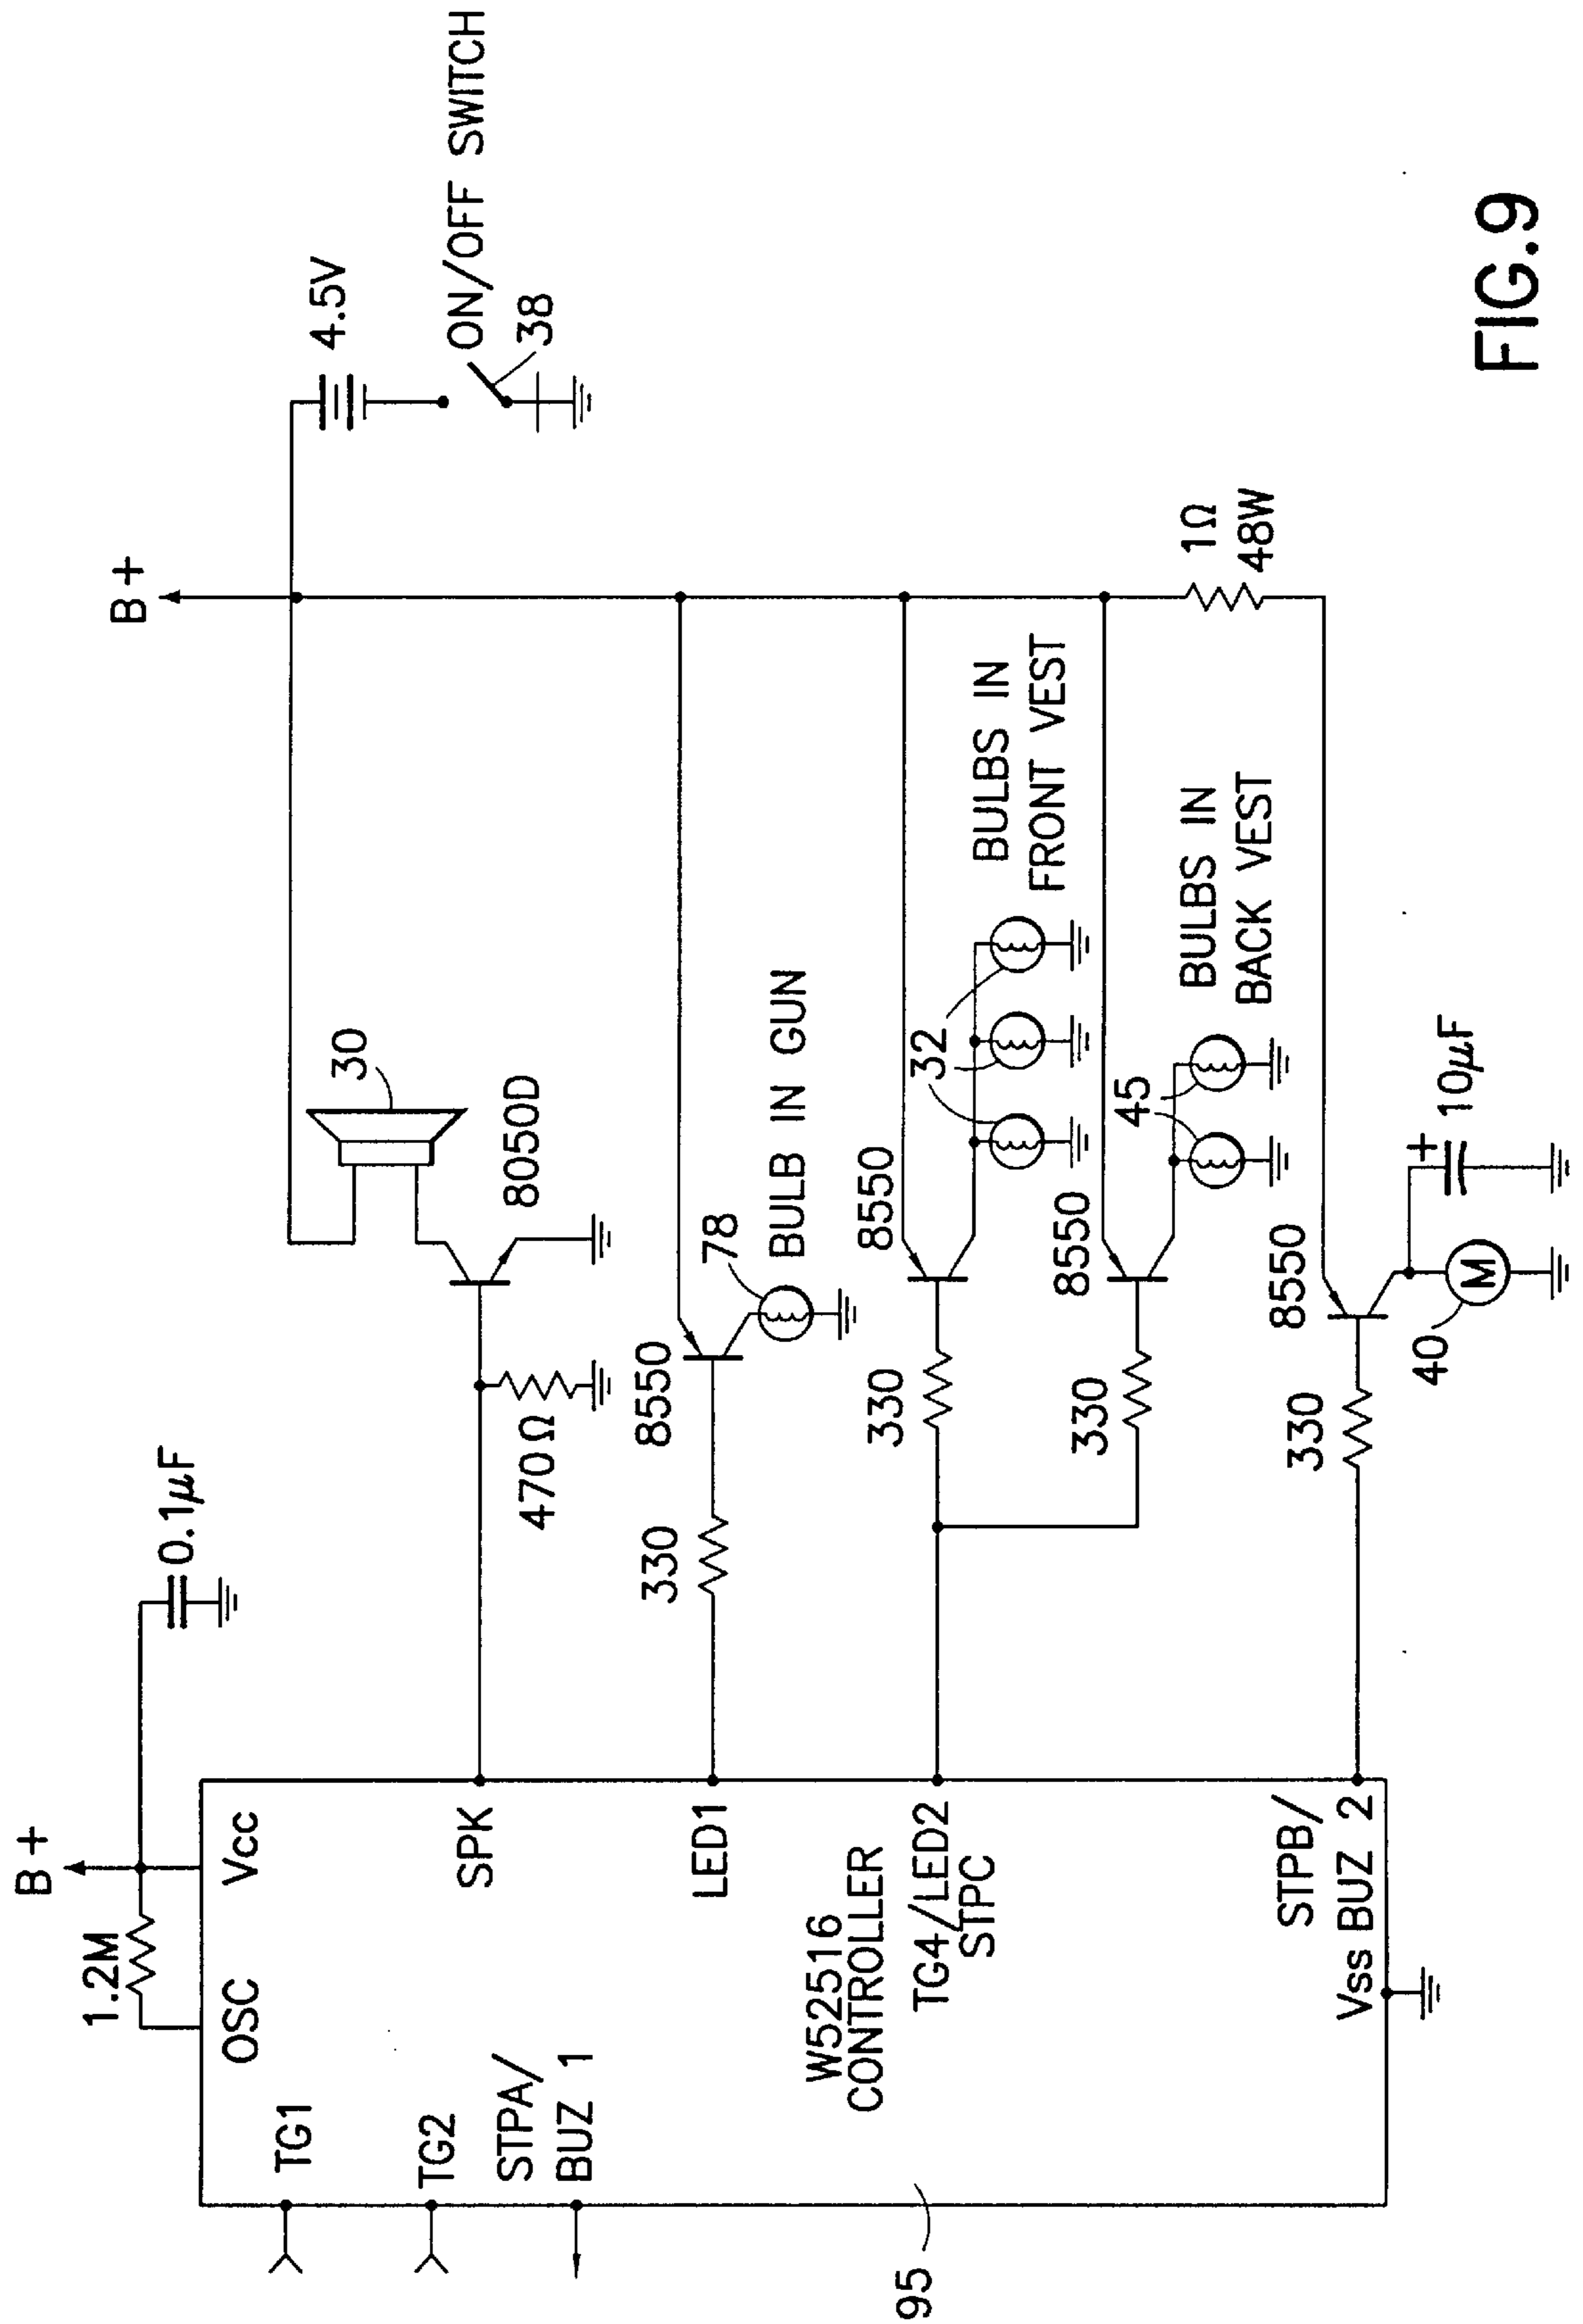 B+
B+
1.2M
0.1µF
OSC
Vcc
TG1
TG2
STPA/
BUZ 1
W52516
CONTROLLER
95
SPK
LED1
TG4/LED2
STPC
STPB/
BUZ 2
Vss
470Ω
8050D
30
4.5V
ON/OFF SWITCH
38
330
8550
78
BULB IN GUN
330
8550
32
BULBS IN
FRONT VEST
330
8550
45
BULBS IN
BACK VEST
1Ω
48W
330
8550
40
M
+
10µF
FIG.9